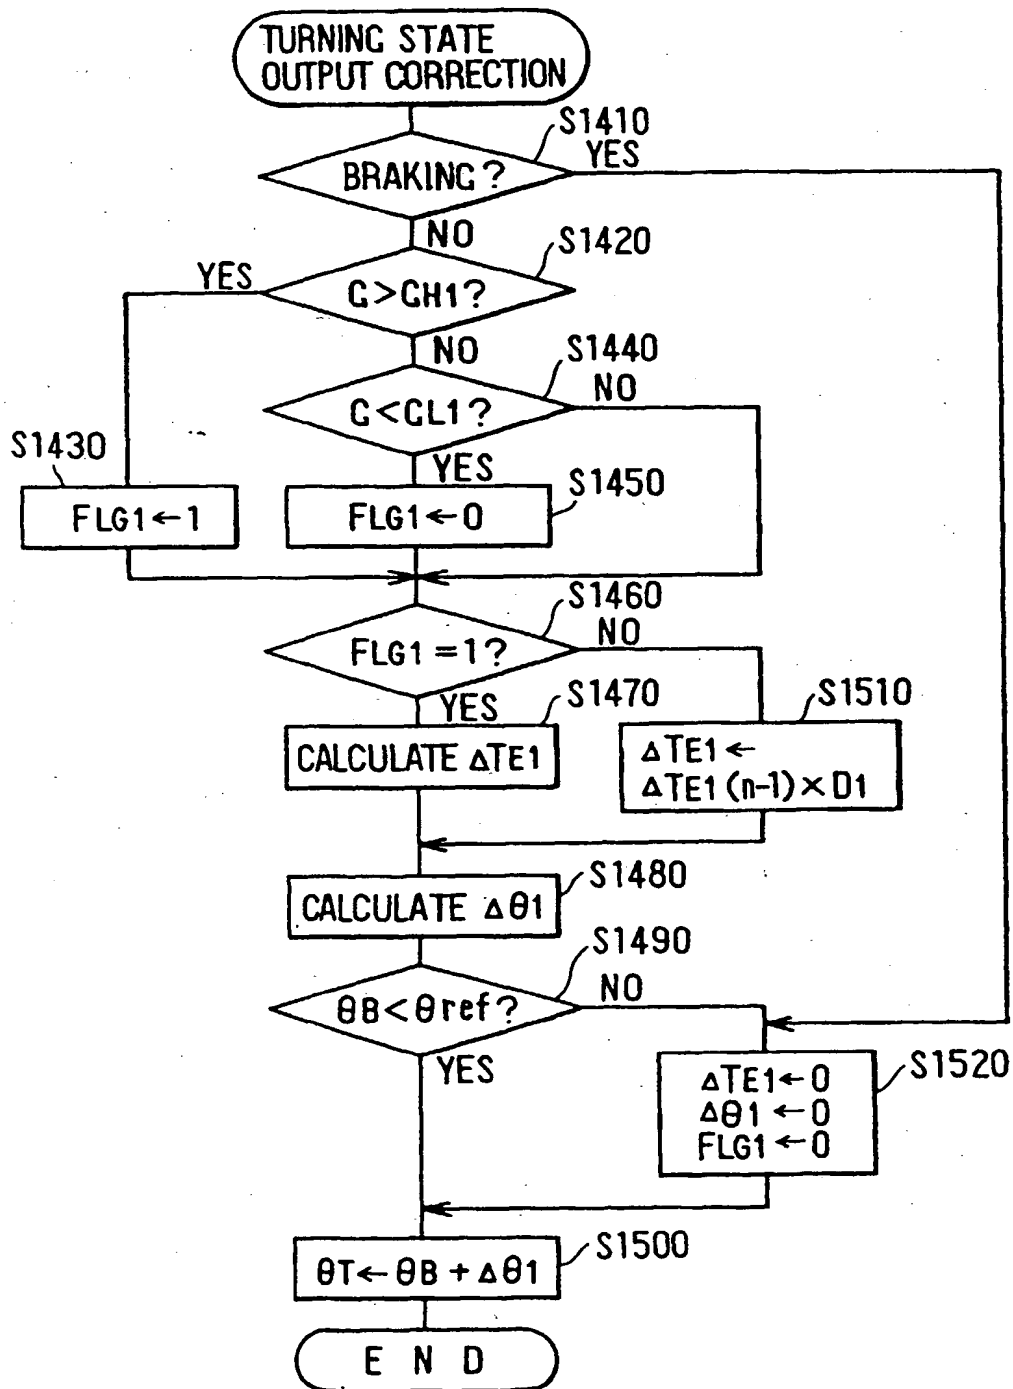 TURNING STATE
OUTPUT CORRECTION
S1410
BRAKING?
YES
NO
S1420
YES
G>GH1?
NO
S1440
G<GL1?
NO
S1430
YES
S1450
FLG1←1
FLG1←0
S1460
FLG1=1?
NO
YES
S1470
S1510
CALCULATE ΔTE1
ΔTE1←
ΔTE1(n-1)×D1
S1480
CALCULATE Δθ1
S1490
θB<θref?
NO
YES
S1520
ΔTE1←0
Δθ1←0
FLG1←0
S1500
θT←θB+Δθ1
END